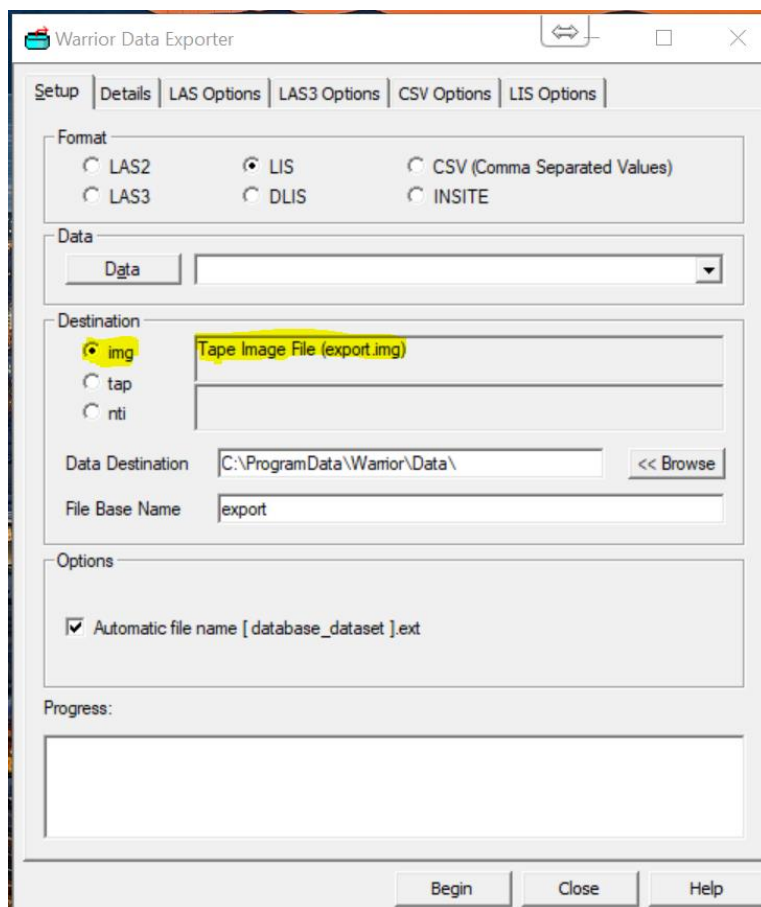 Warrior Data Exporter
Setup Details LAS Options LAS3 Options CSV Options LIS Options
Format
LAS2 LIS CSV (Comma Separated Values)
LAS3 DLIS INSITE
Data
Data
Destination
img Tape Image File (export.img)
tap
nti
Data Destination C:\ProgramData\Warrior\Data\ << Browse
File Base Name export
Options
Automatic file name [ database_dataset ].ext
Progress:
Begin Close Help